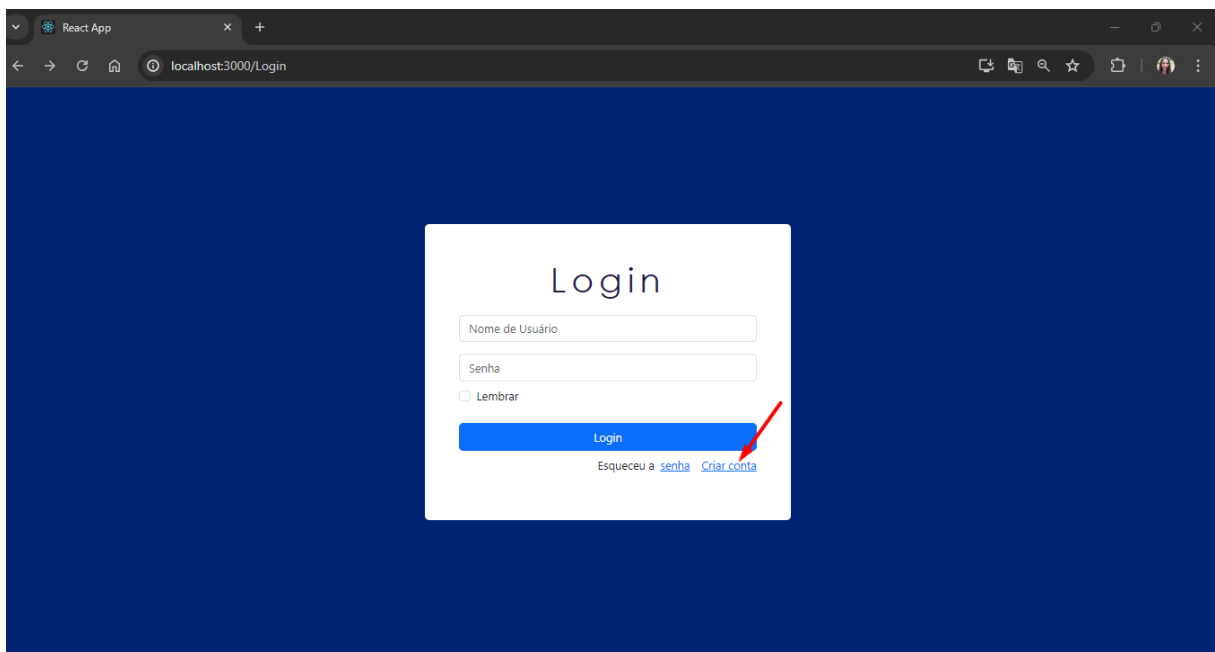 React App
localhost:3000/Login
Login
Nome de Usuário
Senha
Lembrar
Login
Esqueceu a senha Criar conta